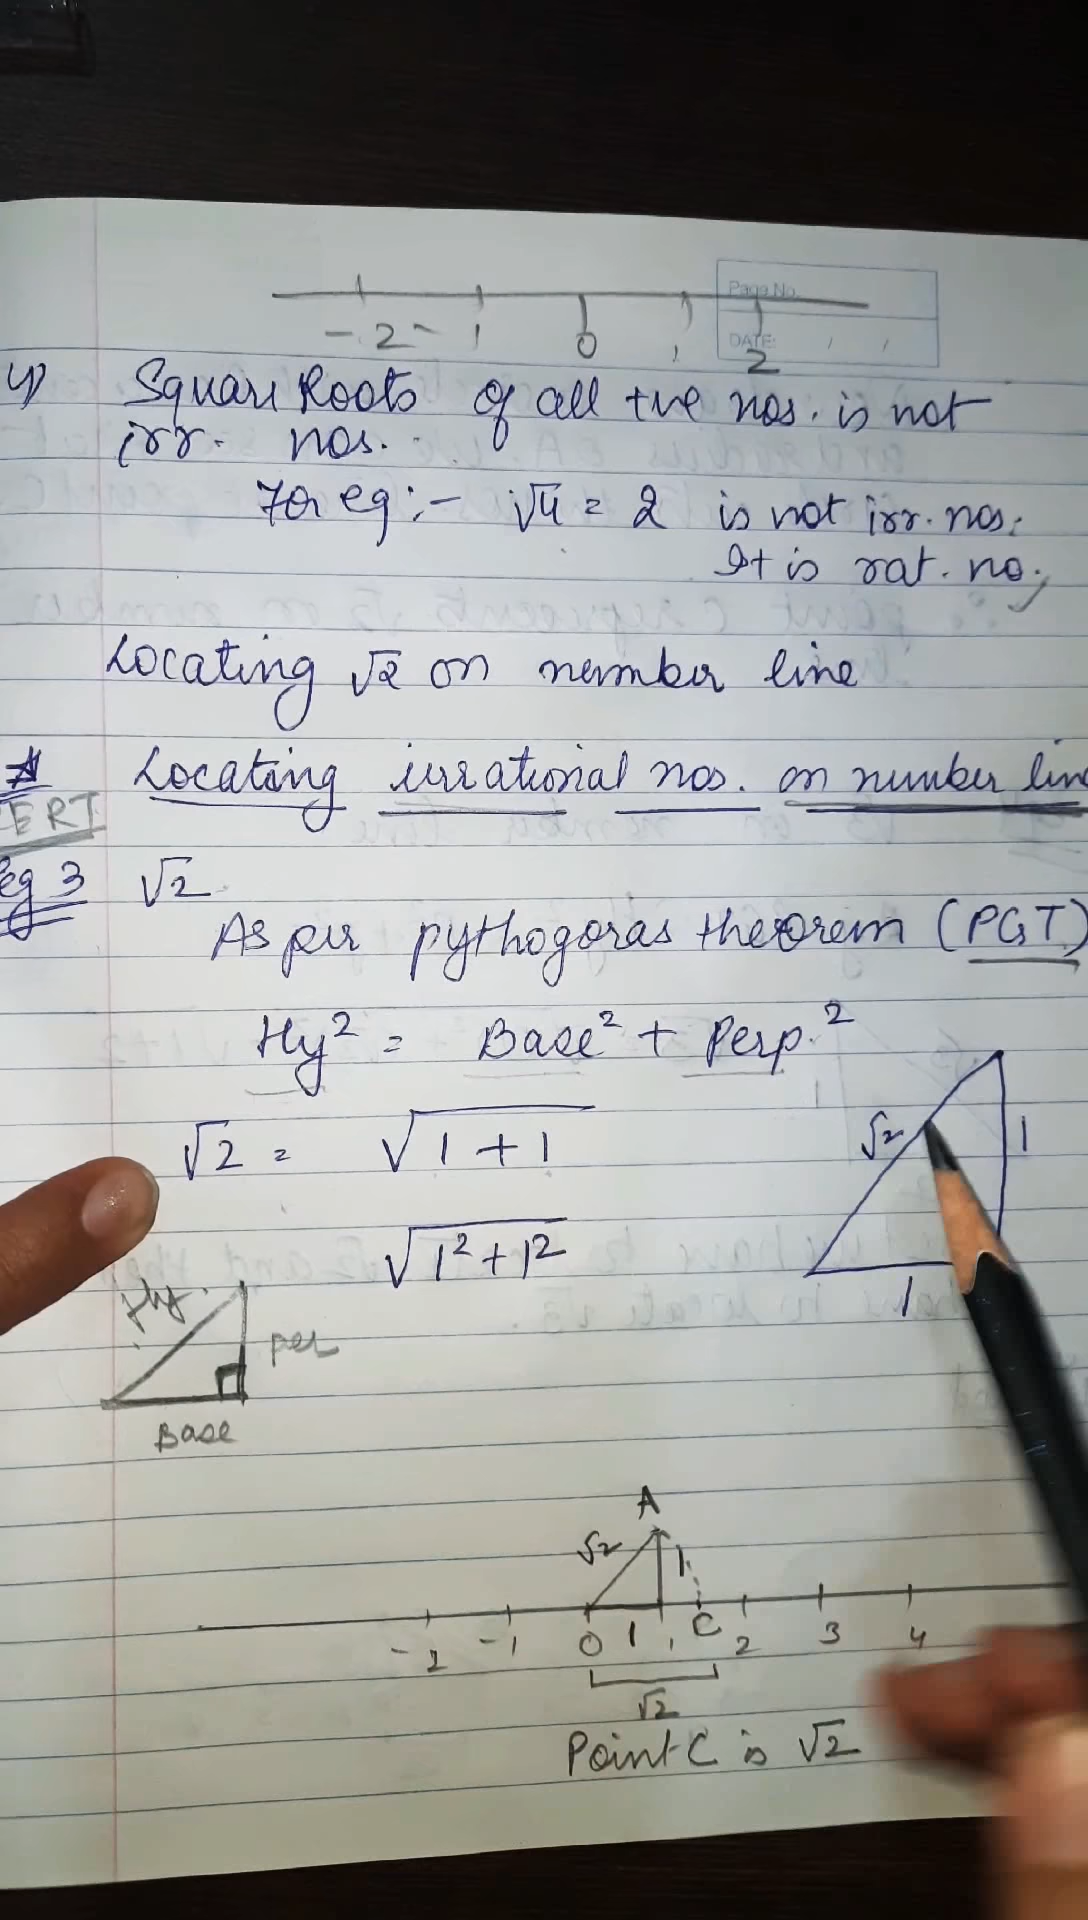 Page No.
DATE: / /
-2 -1 0 1 2
4) Square Roots of all +ve nos. is not
irr. nos.
For eg:- √4 = 2 is not irr. nos.
It is rat. no.
Locating √2 on number line
Locating irrational nos. on number line
ERT
eg 3 √2
As per pythogoras theorem (PGT)
Hy² = Base² + Perp.²
√2 = √1+1
√1²+1²
√2 1
1
Hy.
per
Base
A
√2 1
-2 -1 0 1 1 C 2 3 4
√2
Point C is √2